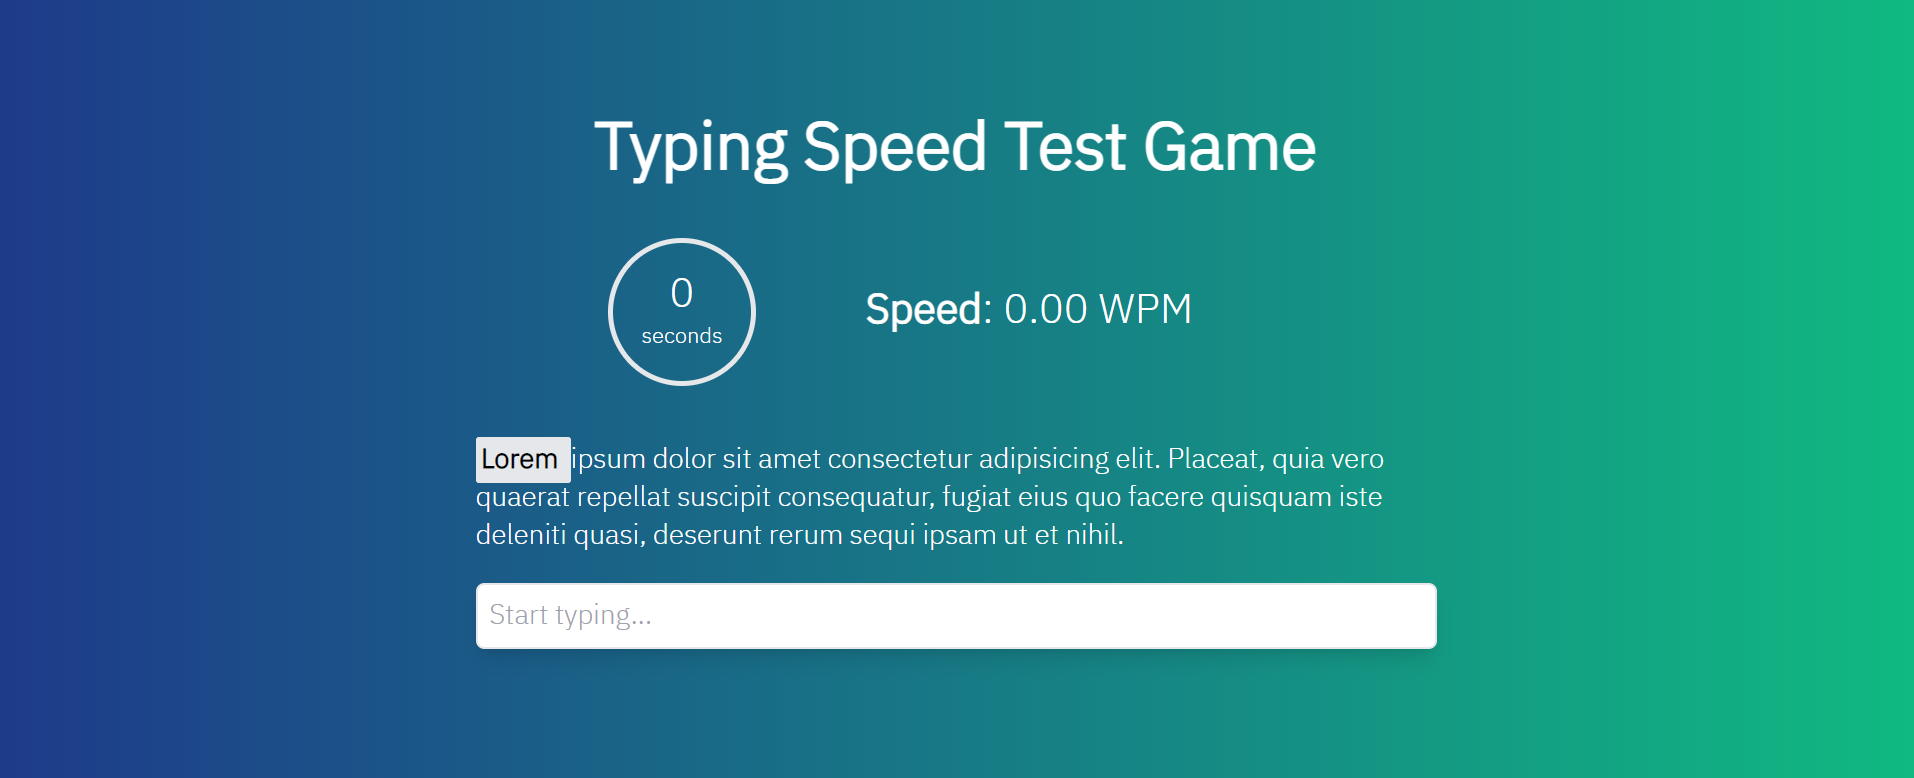 Typing Speed Test Game
0
seconds
Speed: 0.00 WPM
Lorem ipsum dolor sit amet consectetur adipisicing elit. Placeat, quia vero
quaerat repellat suscipit consequatur, fugiat eius quo facere quisquam iste
deleniti quasi, deserunt rerum sequi ipsam ut et nihil.
Start typing...